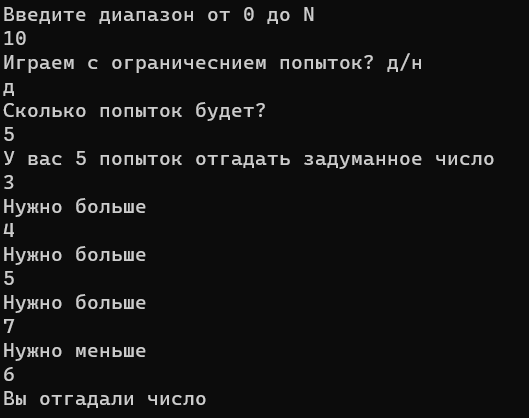 Введите диапазон от 0 до N
10
Играем с ограничеснием попыток? д/н
д
Сколько попыток будет?
5
У вас 5 попыток отгадать задуманное число
3
Нужно больше
4
Нужно больше
5
Нужно больше
7
Нужно меньше
6
Вы отгадали число